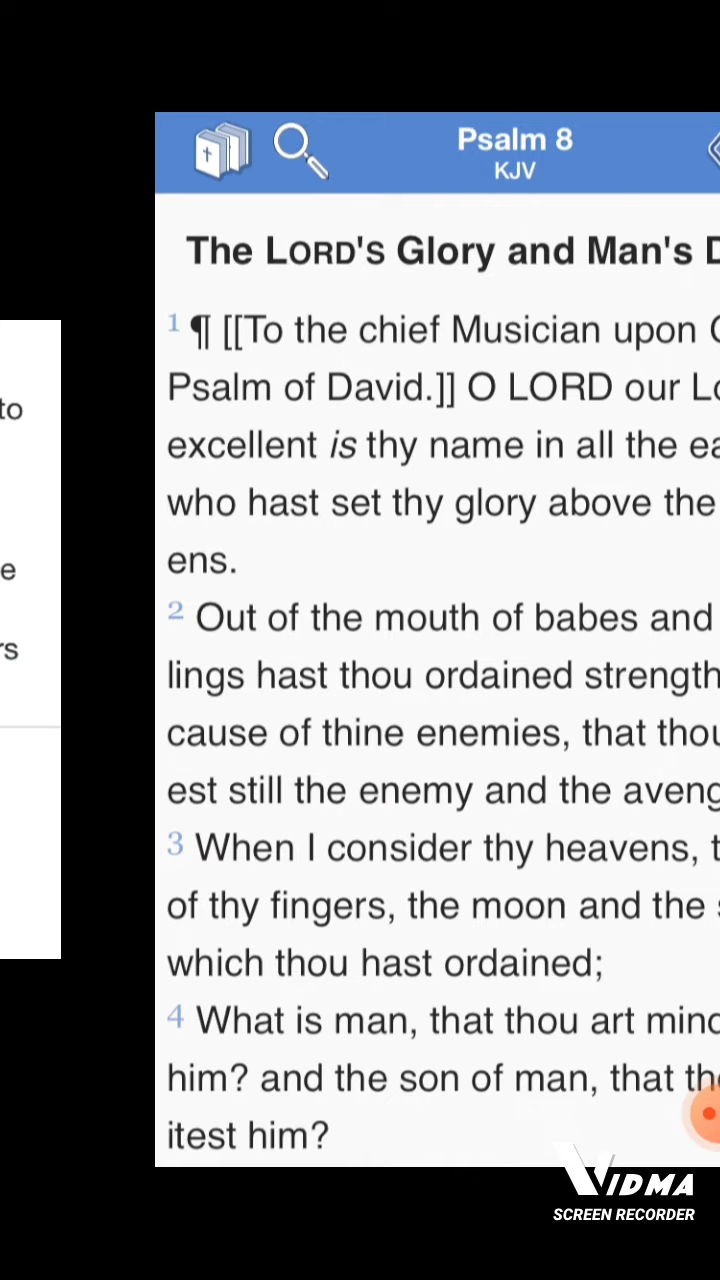 to
e
rs
Psalm 8
KJV
The LORD'S Glory and Man's
1 ¶ [[To the chief Musician upon
Psalm of David.]] O LORD our
excellent is thy name in all the
who hast set thy glory above the
ens.
2 Out of the mouth of babes and
lings hast thou ordained strength
cause of thine enemies, that thou
est still the enemy and the
3 When I consider thy heavens,
of thy fingers, the moon and the
which thou hast ordained;
4 What is man, that thou art
him? and the son of man, that
itest him?
VIDMA
SCREEN RECORDER